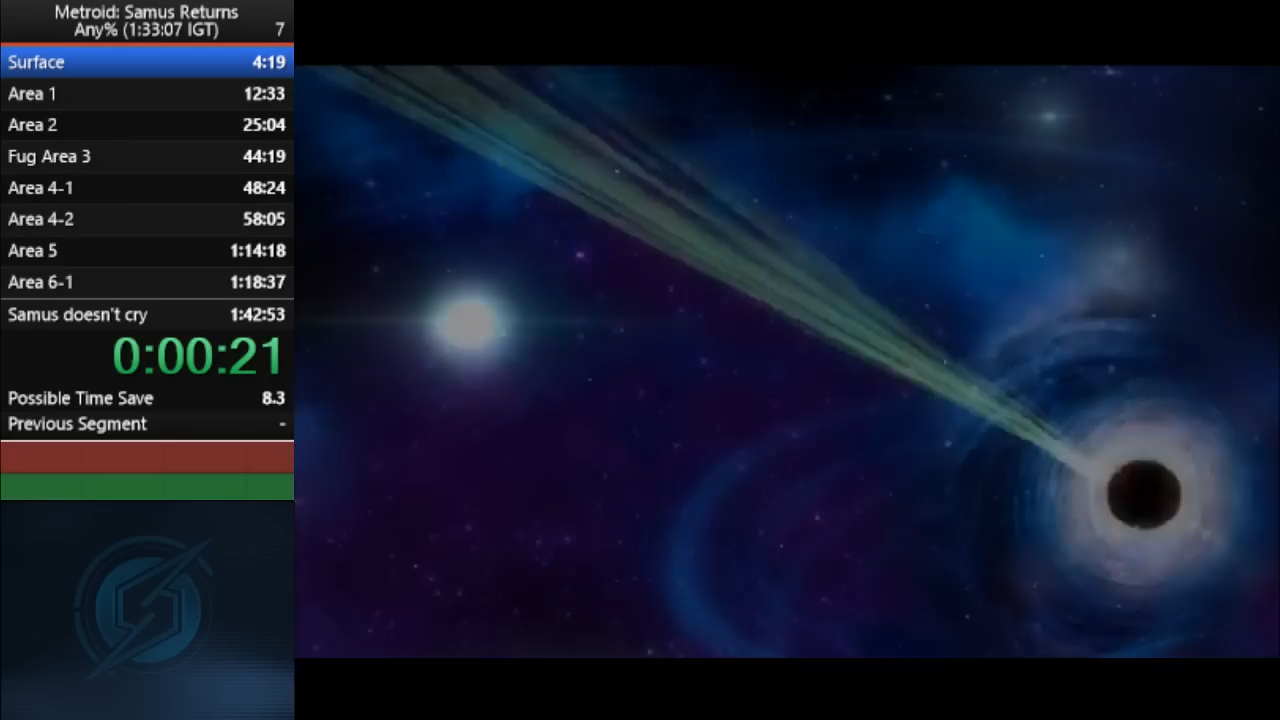 Metroid: Samus Returns
Any% (1:33:07 IGT) 7
Surface 4:19
Area 1 12:33
Area 2 25:04
Fug Area 3 44:19
Area 4-1 48:24
Area 4-2 58:05
Area 5 1:14:18
Area 6-1 1:18:37
Samus doesn't cry 1:42:53
0:00:21
Possible Time Save 8.3
Previous Segment -